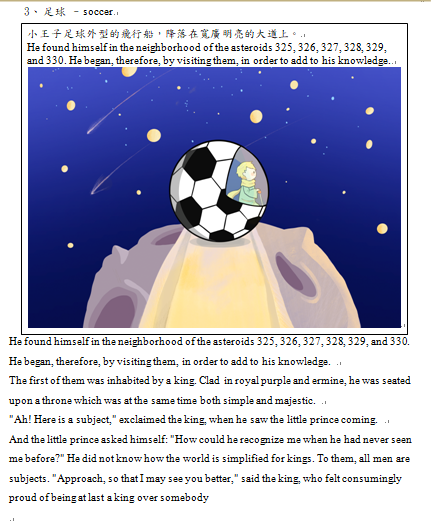 3、足球 - soccer
小王子足球外型的飛行船，降落在寬廣明亮的大道上。
He found himself in the neighborhood of the asteroids 325, 326, 327, 328, 329,
and 330. He began, therefore, by visiting them, in order to add to his knowledge.
He found himself in the neighborhood of the asteroids 325, 326, 327, 328, 329, and 330.
He began, therefore, by visiting them, in order to add to his knowledge.
The first of them was inhabited by a king. Clad in royal purple and ermine, he was seated
upon a throne which was at the same time both simple and majestic.
"Ah! Here is a subject," exclaimed the king, when he saw the little prince coming.
And the little prince asked himself: "How could he recognize me when he had never seen
me before?" He did not know how the world is simplified for kings. To them, all men are
subjects. "Approach, so that I may see you better," said the king, who felt consumingly
proud of being at last a king over somebody